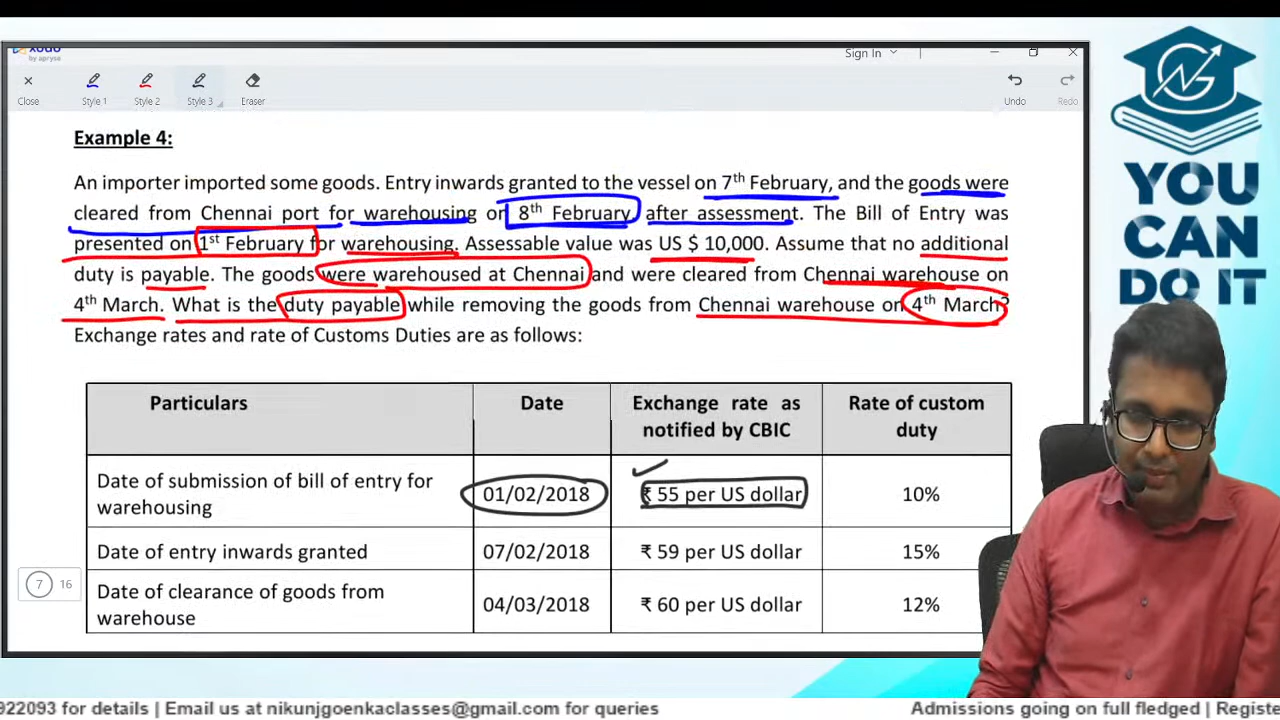 xodo
by apryse
Sign In
Close
Style 1
Style 2
Style 3
Eraser
Undo
Redo
Example 4:
An importer imported some goods. Entry inwards granted to the vessel on 7th February, and the goods were
cleared from Chennai port for warehousing on 8th February after assessment. The Bill of Entry was
presented on 1st February for warehousing. Assessable value was US $ 10,000. Assume that no additional
duty is payable. The goods were warehoused at Chennai and were cleared from Chennai warehouse on
4th March. What is the duty payable while removing the goods from Chennai warehouse on 4th March?
Exchange rates and rate of Customs Duties are as follows:
Particulars Date Exchange rate as notified by CBIC Rate of custom duty
Date of submission of bill of entry for warehousing 01/02/2018 ₹ 55 per US dollar 10%
Date of entry inwards granted 07/02/2018 ₹ 59 per US dollar 15%
Date of clearance of goods from warehouse 04/03/2018 ₹ 60 per US dollar 12%
7 16
YOU
CAN
DO IT
922093 for details | Email us at nikunjgoenkaclasses@gmail.com for queries
Admissions going on full fledged | Registe